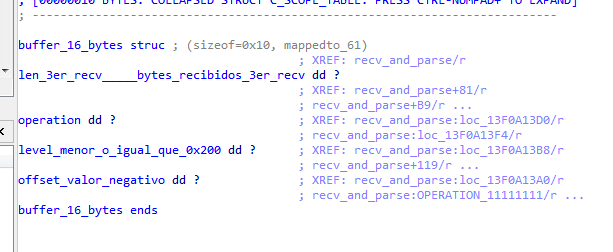 ; [00000010 BYTES. COLLAPSED STRUCT C_SCOPE_TABLE. PRESS CTRL-NUMPAD+ TO EXPAND]
; ---------------------------------------------------------------------------
buffer_16_bytes struc ; (sizeof=0x10, mappedto_61)
; XREF: recv_and_parse/r
len_3er_recv_____bytes_recibidos_3er_recv dd ?
; XREF: recv_and_parse+81/r
; recv_and_parse+B9/r ...
operation dd ? ; XREF: recv_and_parse:loc_13F0A13D0/r
; recv_and_parse:loc_13F0A13F4/r
level_menor_o_igual_que_0x200 dd ? ; XREF: recv_and_parse:loc_13F0A13B8/r
; recv_and_parse+119/r ...
offset_valor_negativo dd ? ; XREF: recv_and_parse:loc_13F0A13A0/r
; recv_and_parse:OPERATION_11111111/r ...
buffer_16_bytes ends